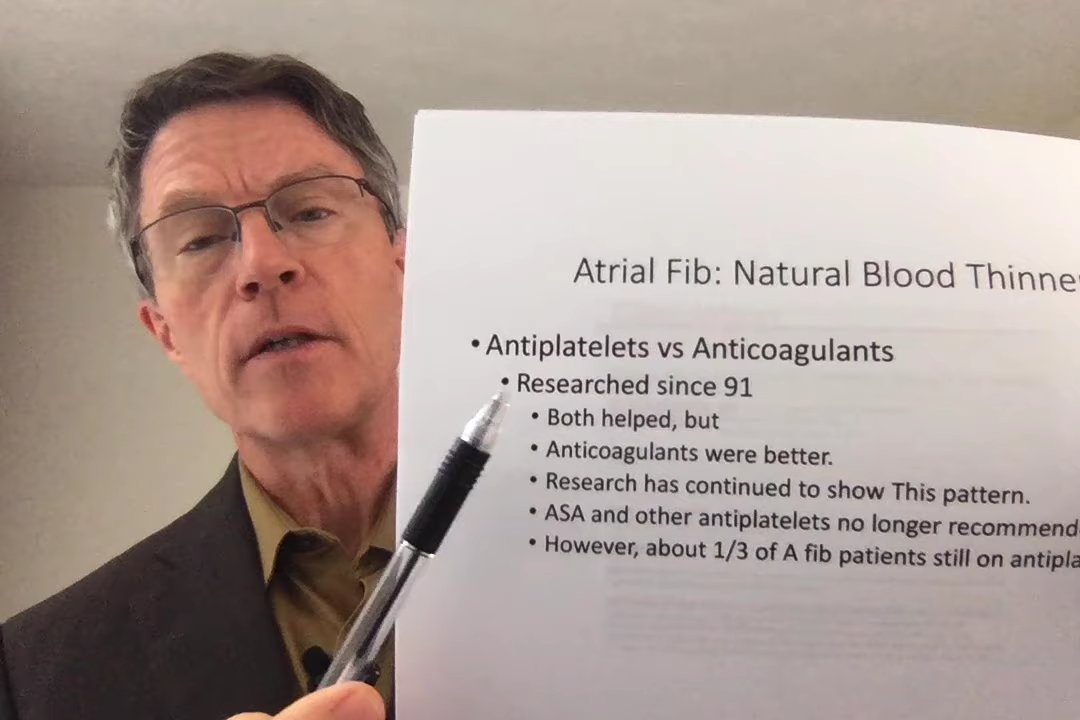 Atrial Fib: Natural Blood Thinne
• Antiplatelets vs Anticoagulants
• Researched since 91
• Both helped, but
• Anticoagulants were better.
• Research has continued to show This pattern.
• ASA and other antiplatelets no longer recommend
• However, about 1/3 of A fib patients still on antipla